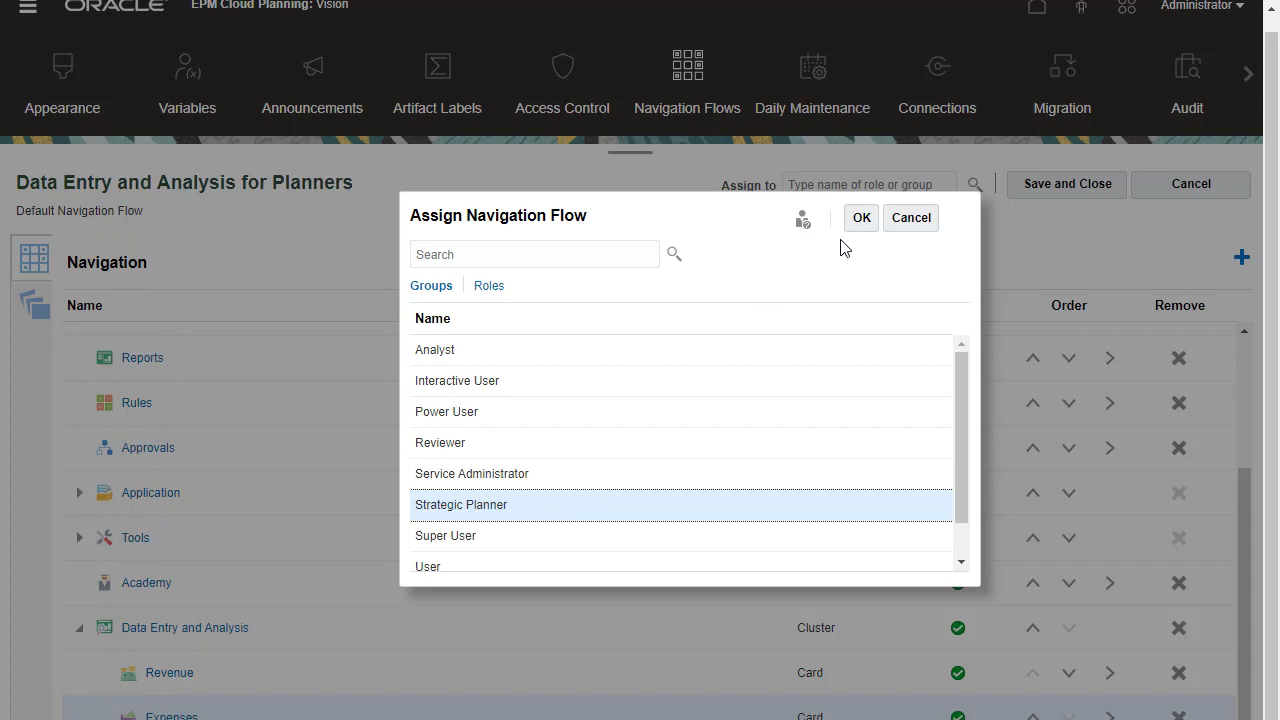 ORACLE EPM Cloud Planning: Vision Administrator
Appearance Variables Announcements Artifact Labels Access Control Navigation Flows Daily Maintenance Connections Migration Audit
Data Entry and Analysis for Planners
Assign to Type name of role or group Save and Close Cancel
Default Navigation Flow
Assign Navigation Flow
OK Cancel
Search
Groups Roles
Name
Analyst
Interactive User
Power User
Reviewer
Service Administrator
Strategic Planner
Super User
User
Navigation
Name Order Remove
Reports
Rules
Approvals
Application
Tools
Academy
Data Entry and Analysis Cluster
Revenue Card
Expenses Card